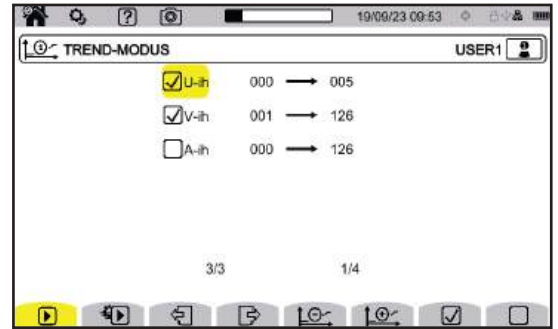 ? 19/09/23 09:53
TREND-MODUS USER1
U-ih 000 → 005
V-ih 001 → 126
A-ih 000 → 126
3/3 1/4